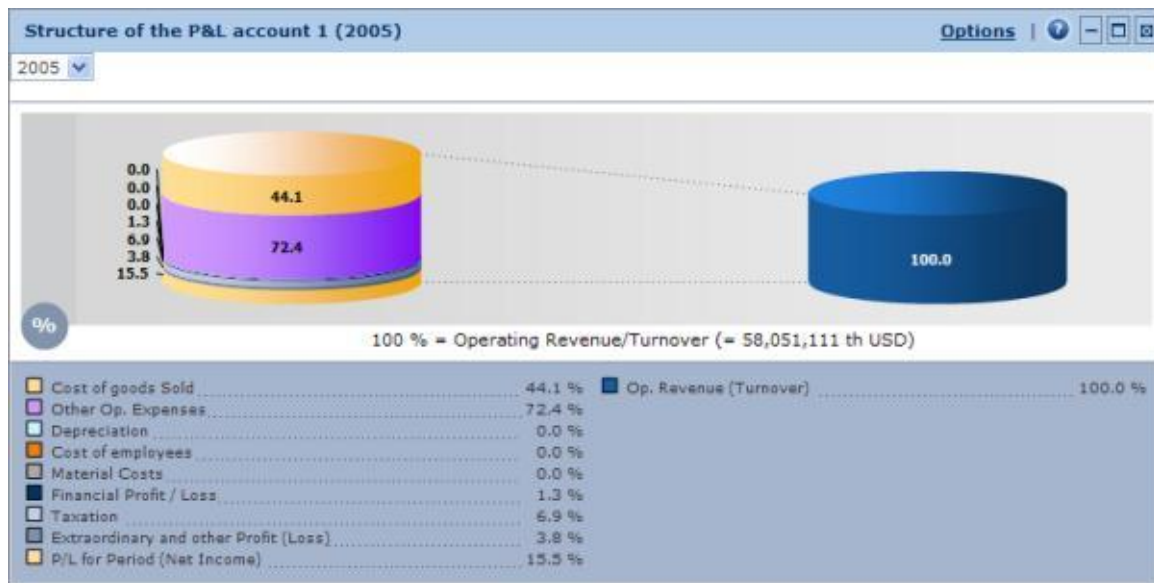 Structure of the P&L account 1 (2005) Options | ?
2005
0.0
0.0
0.0
1.3
6.9
3.8
15.5
44.1
72.4
100.0
%
100 % = Operating Revenue/Turnover (= 58,051,111 th USD)
Cost of goods Sold 44.1 % Op. Revenue (Turnover) 100.0 %
Other Op. Expenses 72.4 %
Depreciation 0.0 %
Cost of employees 0.0 %
Material Costs 0.0 %
Financial Profit / Loss 1.3 %
Taxation 6.9 %
Extraordinary and other Profit (Loss) 3.8 %
P/L for Period (Net Income) 15.5 %